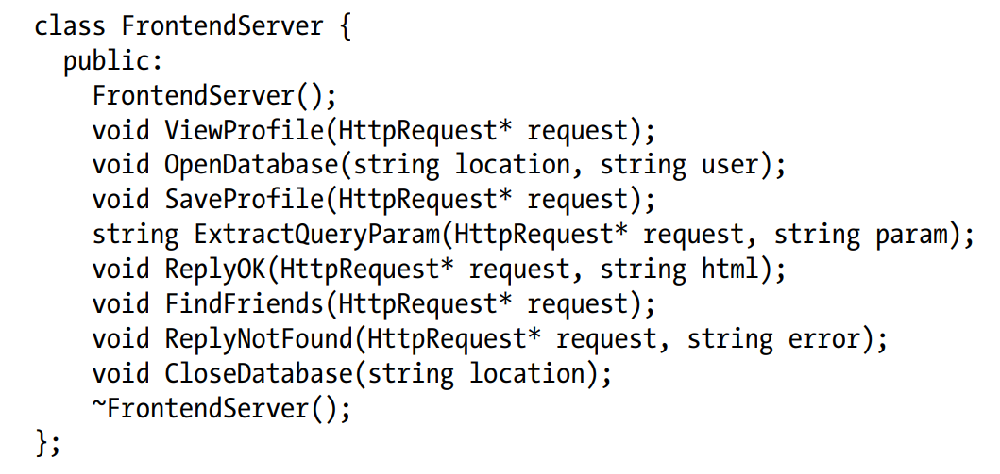 class FrontendServer {
  public:
    FrontendServer();
    void ViewProfile(HttpRequest* request);
    void OpenDatabase(string location, string user);
    void SaveProfile(HttpRequest* request);
    string ExtractQueryParam(HttpRequest* request, string param);
    void ReplyOK(HttpRequest* request, string html);
    void FindFriends(HttpRequest* request);
    void ReplyNotFound(HttpRequest* request, string error);
    void CloseDatabase(string location);
    ~FrontendServer();
};